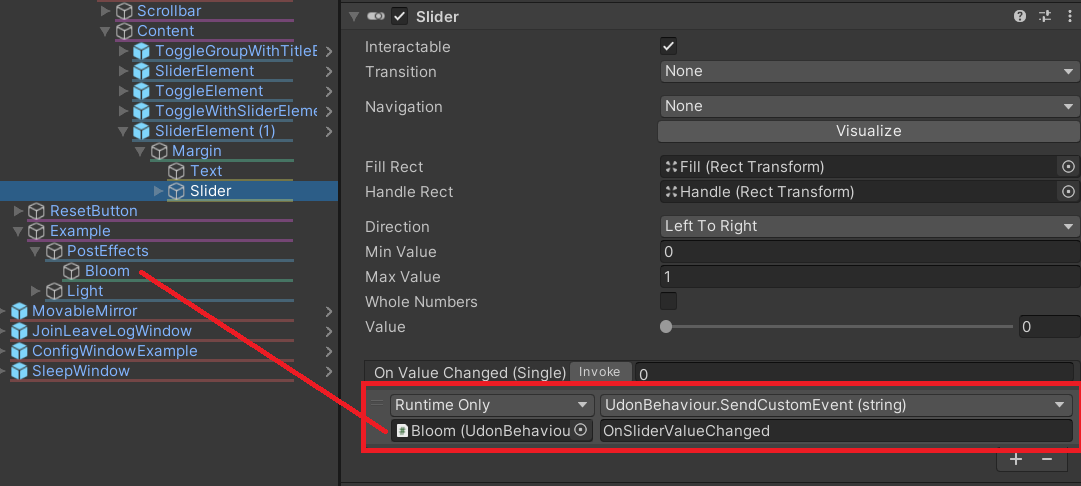 Scrollbar
Content
ToggleGroupWithTitleE
SliderElement
ToggleElement
ToggleWithSliderEleme
SliderElement (1)
Margin
Text
Slider
ResetButton
Example
PostEffects
Bloom
Light
MovableMirror
JoinLeaveLogWindow
ConfigWindowExample
SleepWindow
Slider
Interactable
Transition None
Navigation None
Visualize
Fill Rect Fill (Rect Transform)
Handle Rect Handle (Rect Transform)
Direction Left To Right
Min Value 0
Max Value 1
Whole Numbers
Value 0
On Value Changed (Single) Invoke 0
Runtime Only UdonBehaviour.SendCustomEvent (string)
Bloom (UdonBehaviou OnSliderValueChanged